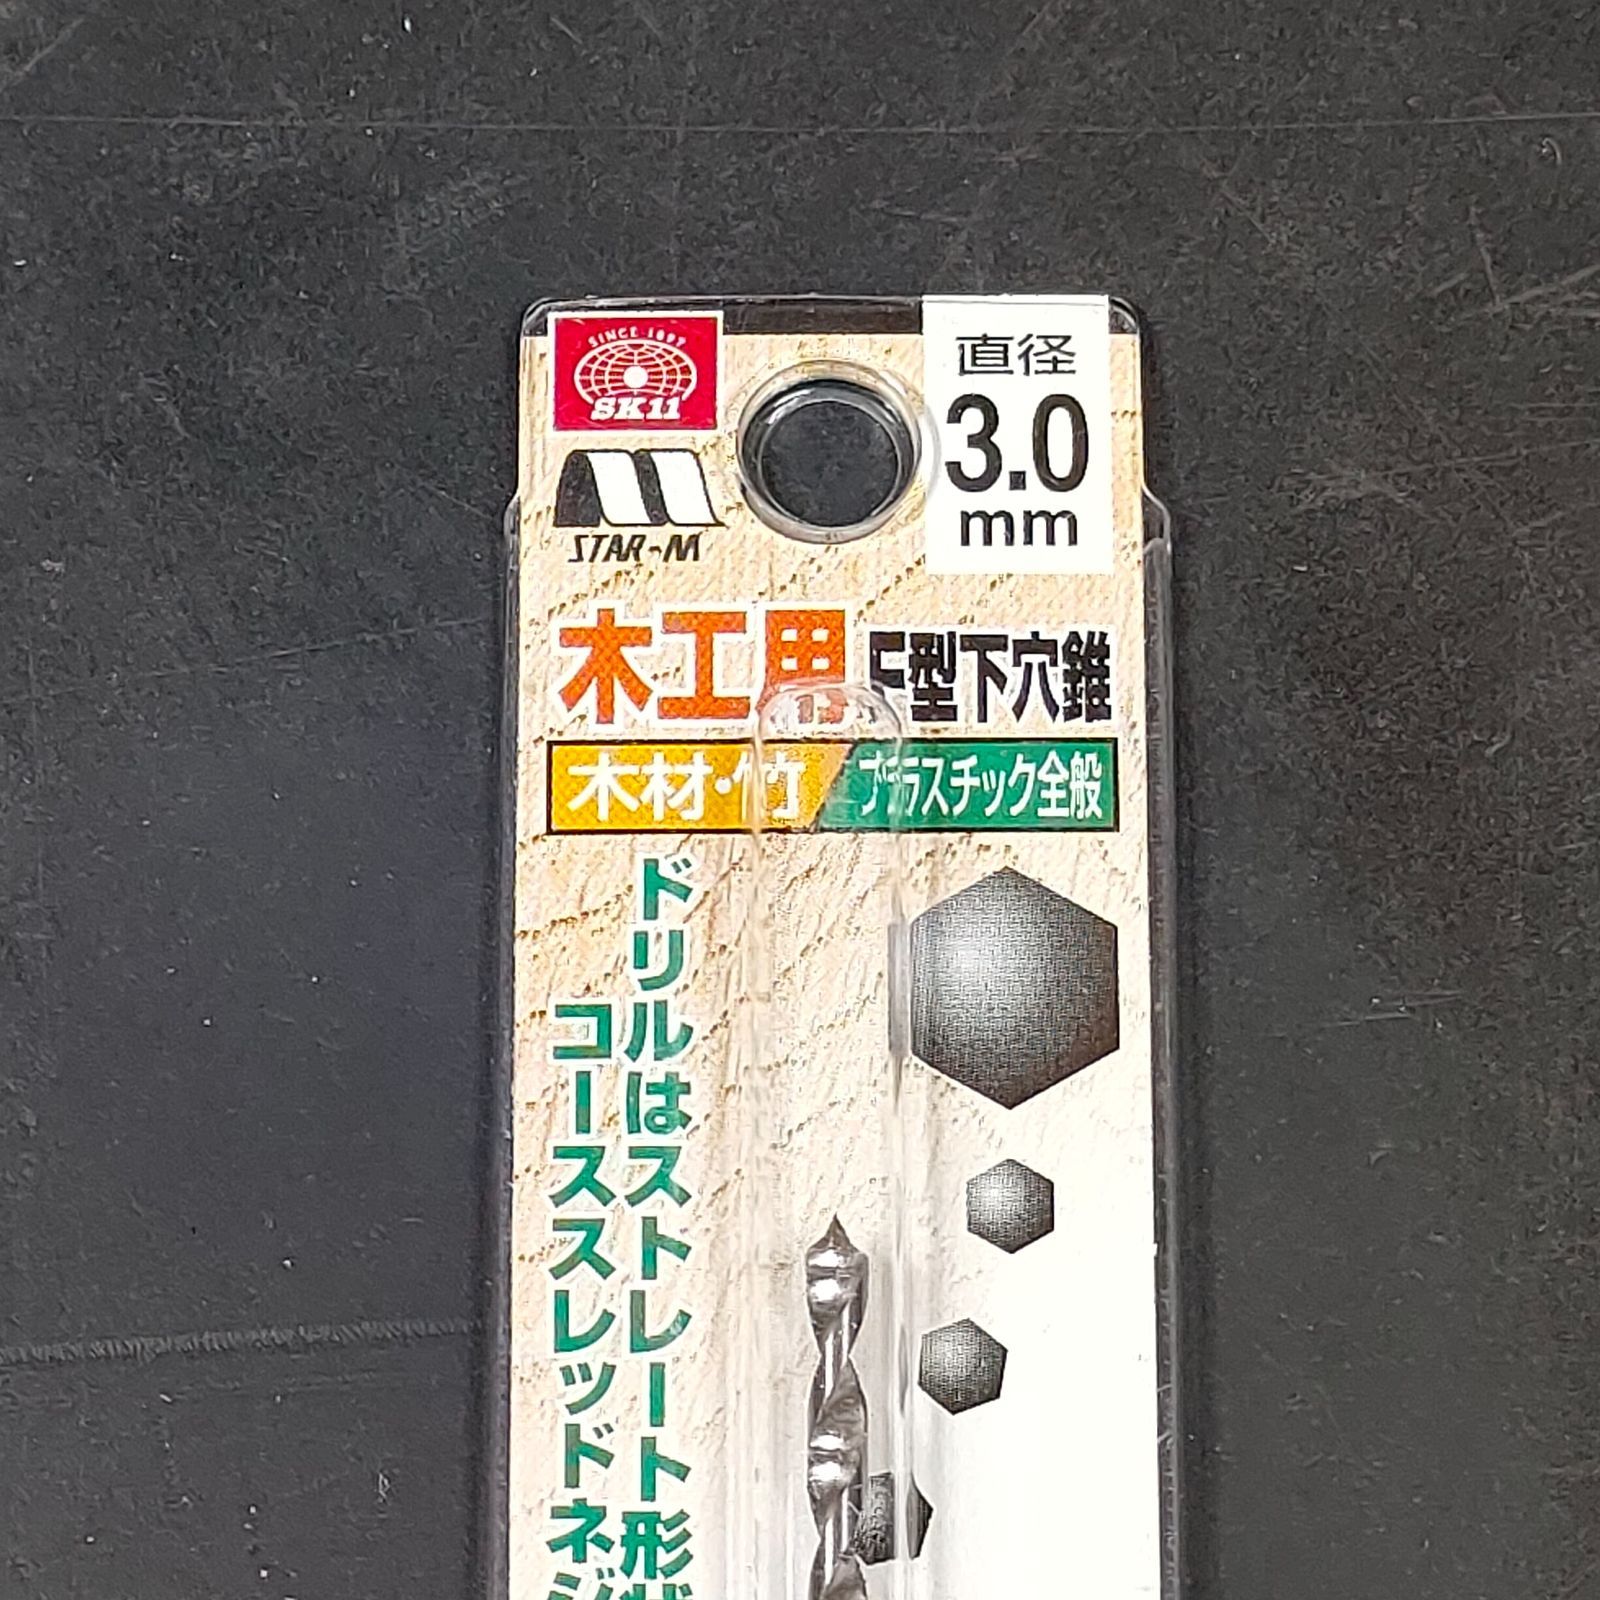 SINCE 1897
SK11
STAR-M
直径
3.0
mm
木工用 F型下穴錐
木材・竹 プラスチック全般
ドリルはストレート形状
コーススレッドネジ